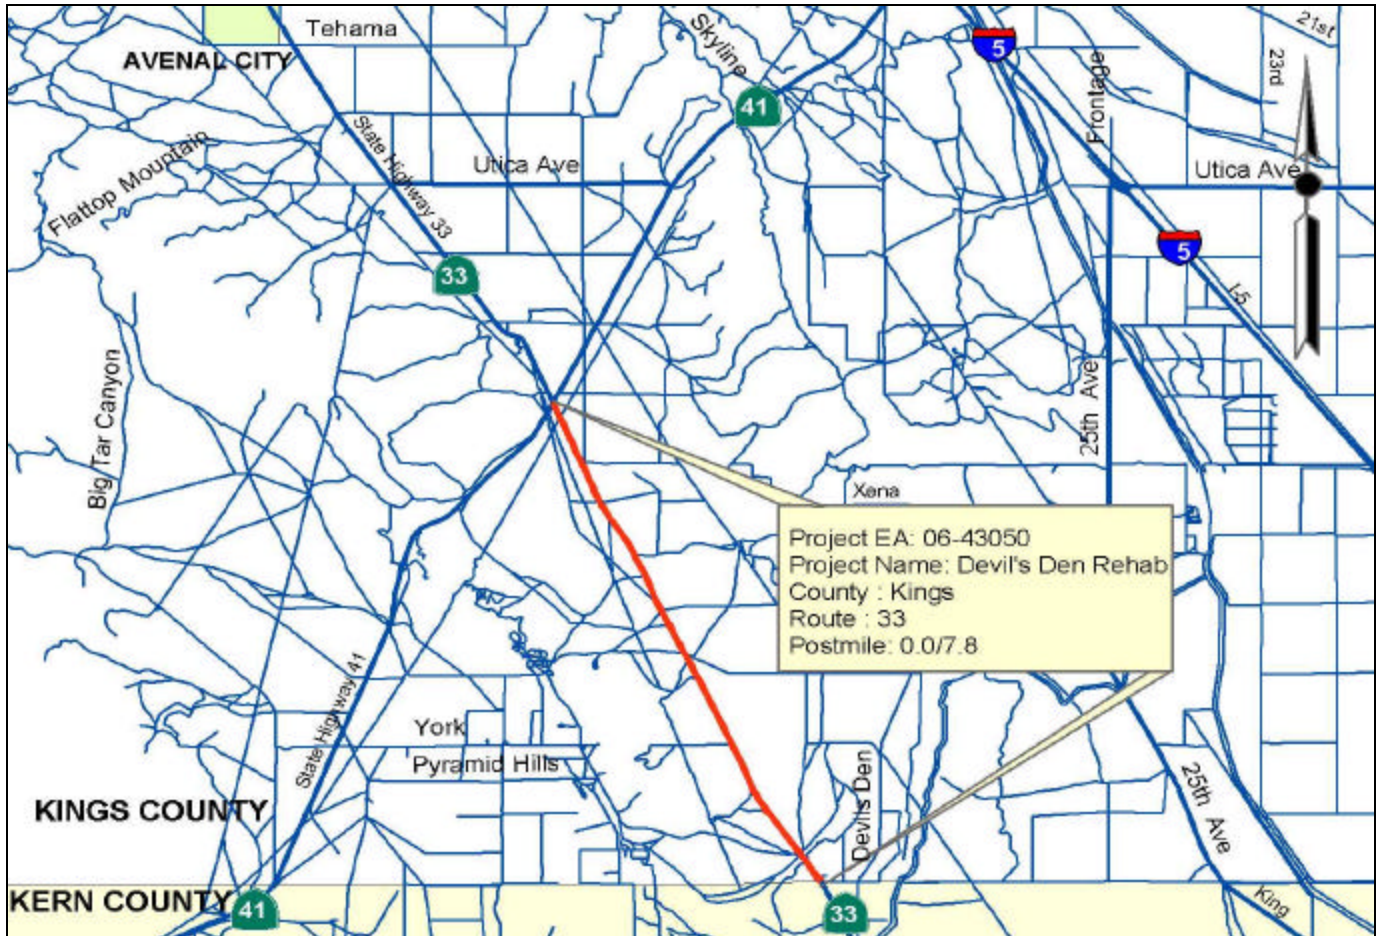 Tehama
Skyline
21st
AVENAL CITY
5
23rd
Frontage
41
State Highway 33
Flattop Mountain
Utica Ave
Utica Ave
33
5
I-5
Big Tar Canyon
25th Ave
Xena
Project EA: 06-43050
Project Name: Devil's Den Rehab
County : Kings
Route : 33
Postmile: 0.0/7.8
State Highway 41
York
Pyramid Hills
Devils Den
25th Ave
KINGS COUNTY
KERN COUNTY
41
33
King